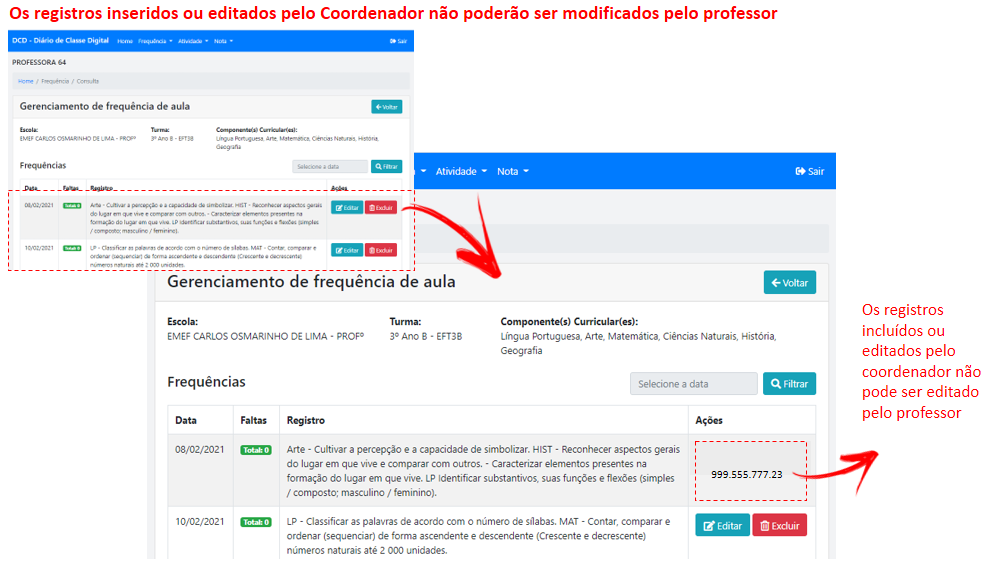 Os registros inseridos ou editados pelo Coordenador não poderão ser modificados pelo professor
DCD - Diário de Classe Digital Home Frequência Atividade Nota Sair
PROFESSORA 64
Home / Frequência / Consulta
Gerenciamento de frequência de aula Voltar
Escola: Turma: Componente(s) Curricular(es):
EMEF CARLOS OSMARINHO DE LIMA - PROFº 3º Ano B - EFT3B Língua Portuguesa, Arte, Matemática, Ciências Naturais, História,
Geografia
Frequências Selecione a data Filtrar
Data Faltas Registro Ações
08/02/2021 Total: 0 Arte - Cultivar a percepção e a capacidade de simbolizar. HIST - Reconhecer aspectos gerais Editar Excluir
do lugar em que vive e comparar com outros. - Caracterizar elementos presentes na
formação do lugar em que vive. LP Identificar substantivos, suas funções e flexões (simples
/ composto; masculino / feminino).
10/02/2021 Total: 0 LP - Classificar as palavras de acordo com o número de sílabas. MAT - Contar, comparar e Editar Excluir
ordenar (sequenciar) de forma ascendente e descendente (Crescente e decrescente)
números naturais até 2 000 unidades.
Atividade Nota Sair
Gerenciamento de frequência de aula Voltar
Escola: Turma: Componente(s) Curricular(es):
EMEF CARLOS OSMARINHO DE LIMA - PROFº 3º Ano B - EFT3B Língua Portuguesa, Arte, Matemática, Ciências Naturais, História,
Geografia
Frequências Selecione a data Filtrar
Data Faltas Registro Ações
08/02/2021 Total: 0 Arte - Cultivar a percepção e a capacidade de simbolizar. HIST - Reconhecer aspectos gerais
do lugar em que vive e comparar com outros. - Caracterizar elementos presentes na
formação do lugar em que vive. LP Identificar substantivos, suas funções e flexões (simples
/ composto; masculino / feminino).
999.555.777.23
10/02/2021 Total: 0 LP - Classificar as palavras de acordo com o número de sílabas. MAT - Contar, comparar e Editar Excluir
ordenar (sequenciar) de forma ascendente e descendente (Crescente e decrescente)
números naturais até 2 000 unidades.
Os registros
incluídos ou
editados pelo
coordenador não
pode ser editado
pelo professor